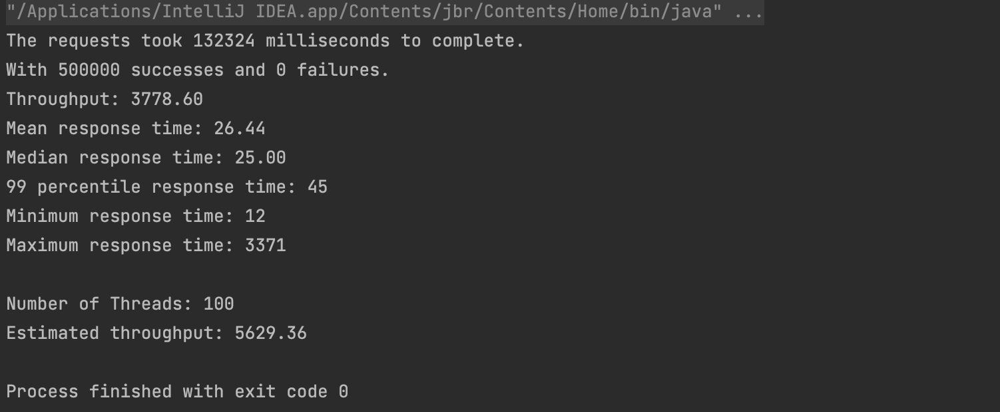 "/Applications/IntelliJ IDEA.app/Contents/jbr/Contents/Home/bin/java" ...
The requests took 132324 milliseconds to complete.
With 500000 successes and 0 failures.
Throughput: 3778.60
Mean response time: 26.44
Median response time: 25.00
99 percentile response time: 45
Minimum response time: 12
Maximum response time: 3371
Number of Threads: 100
Estimated throughput: 5629.36
Process finished with exit code 0